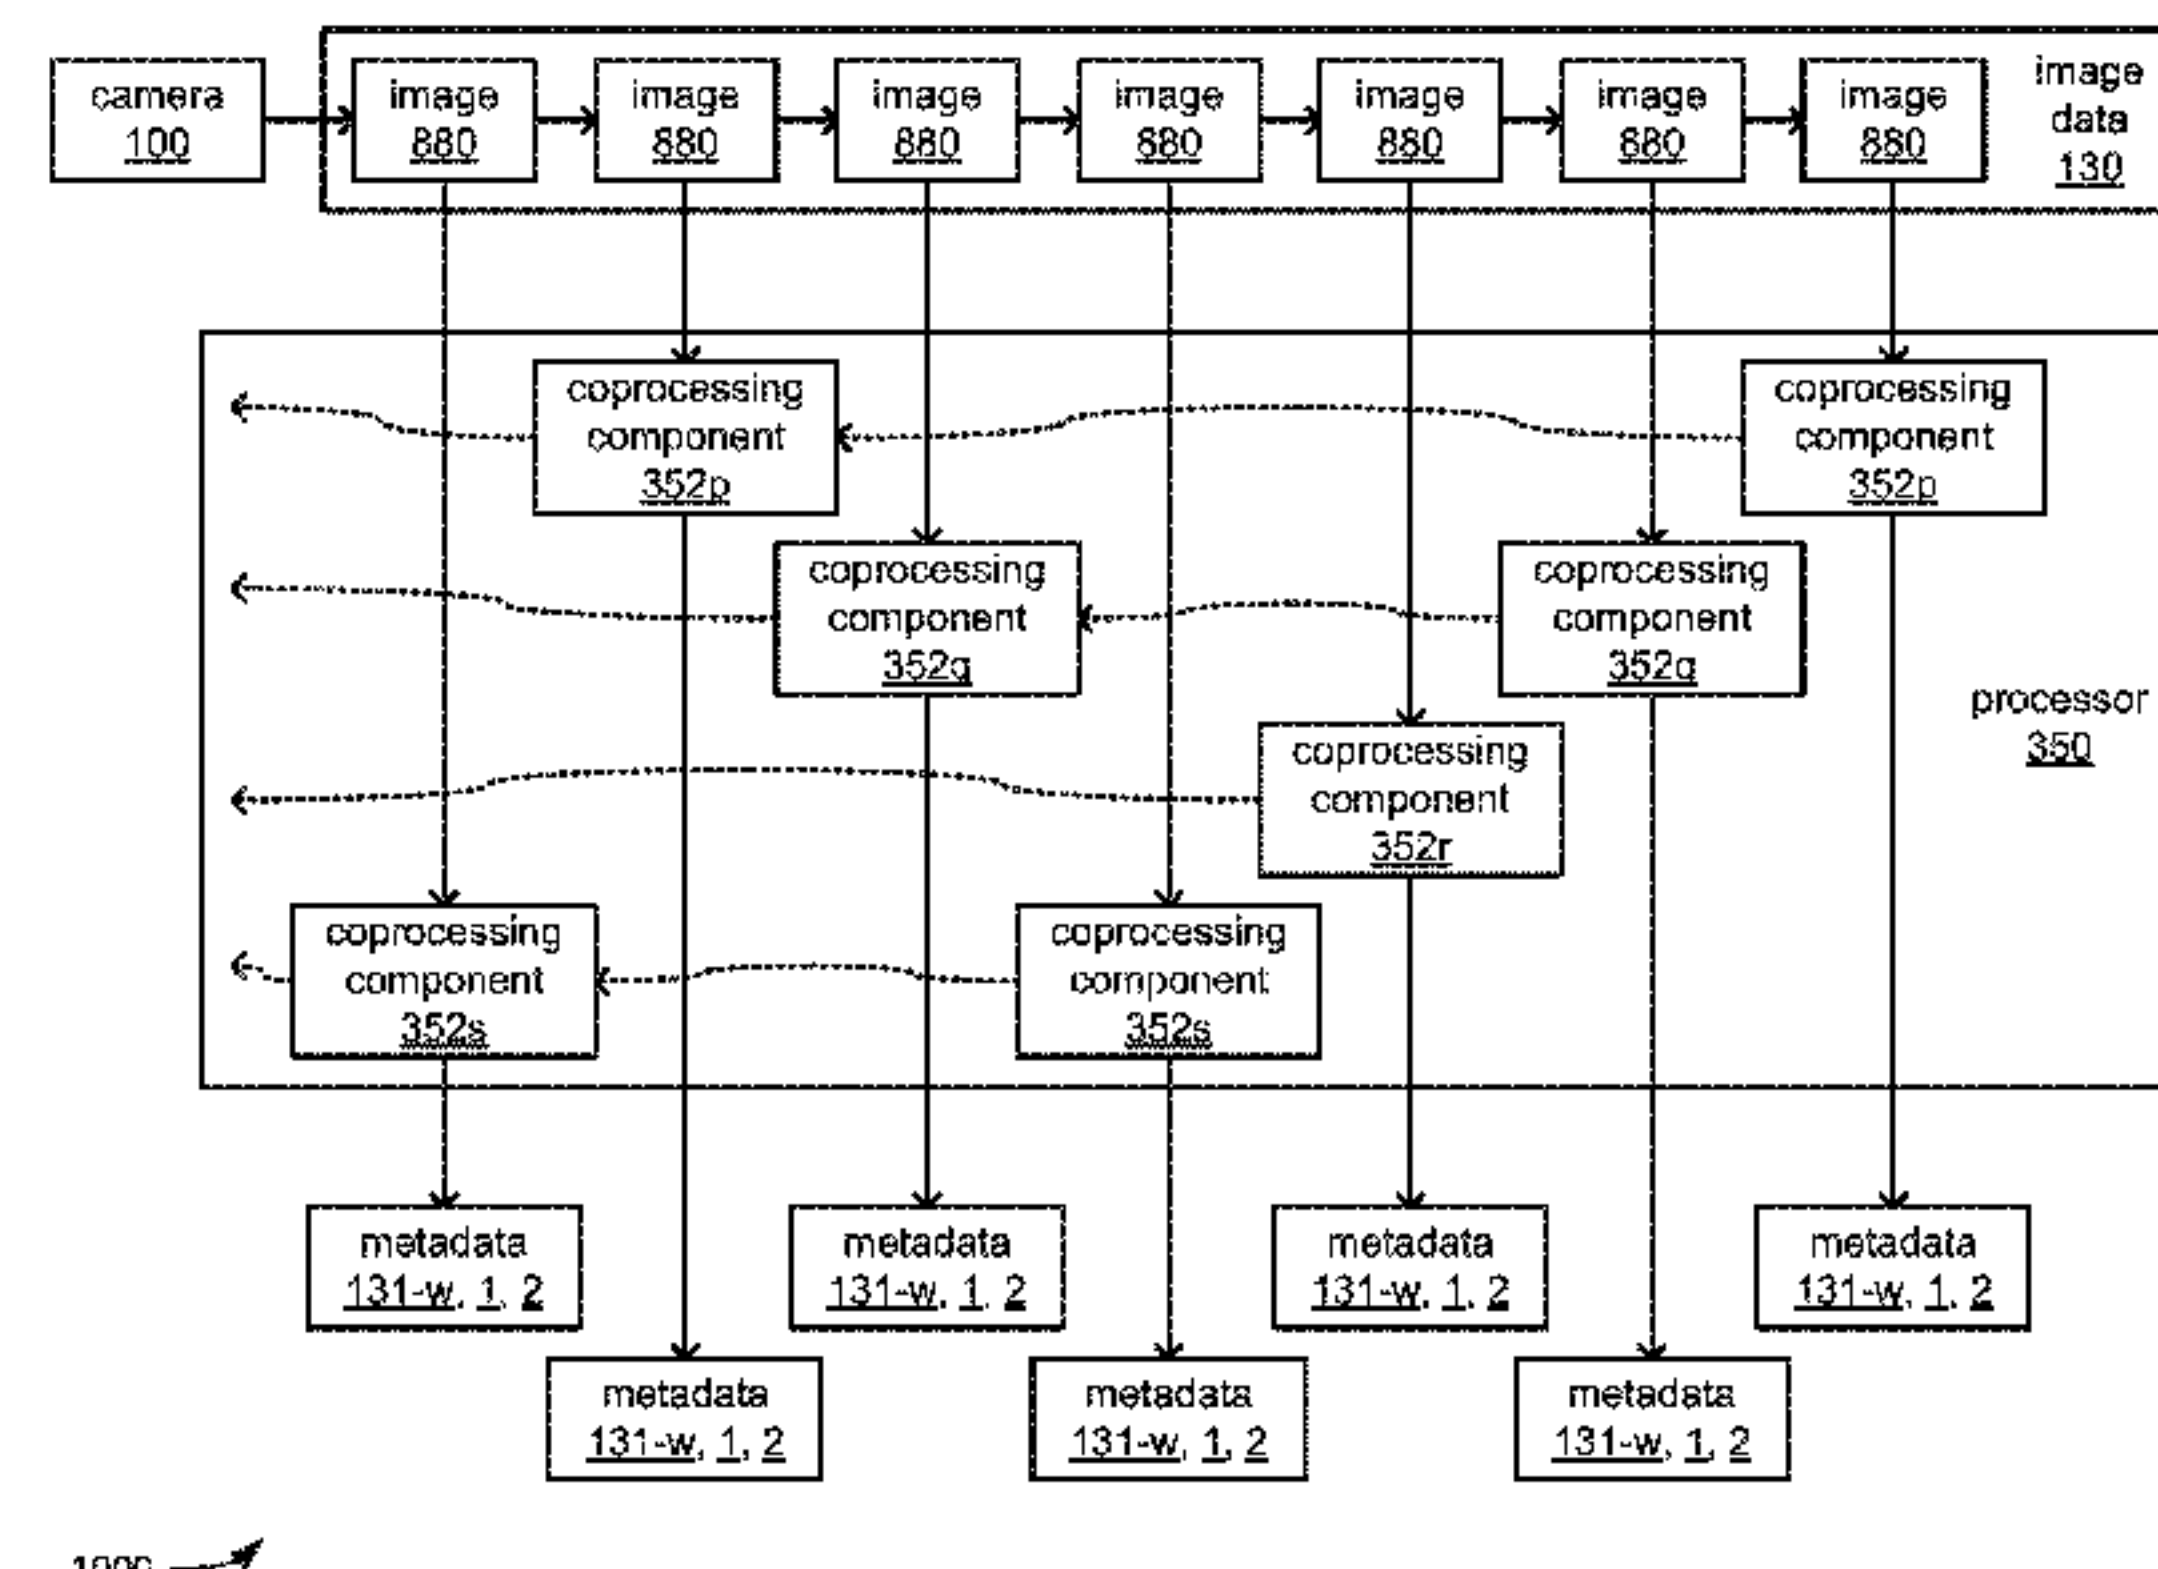 camera
100
image
880
image
880
image
880
image
880
image
880
image
880
image
880
image
data
130
coprocessing
component
352p
coprocessing
component
352p
coprocessing
component
352q
coprocessing
component
352q
processor
350
coprocessing
component
352r
coprocessing
component
352s
coprocessing
component
352s
metadata
131-w, 1, 2
metadata
131-w, 1, 2
metadata
131-w, 1, 2
metadata
131-w, 1, 2
metadata
131-w, 1, 2
metadata
131-w, 1, 2
metadata
131-w, 1, 2